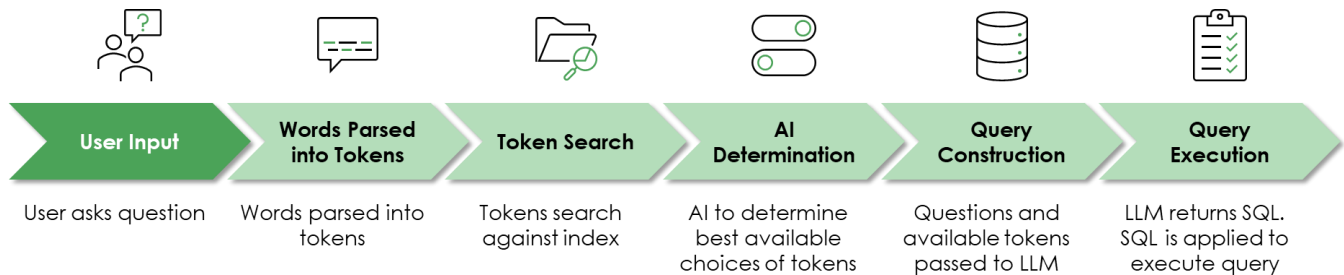 ?
User Input
Words Parsed
into Tokens
Token Search
AI
Determination
Query
Construction
Query
Execution
User asks question
Words parsed into
tokens
Tokens search
against index
AI to determine
best available
choices of tokens
Questions and
available tokens
passed to LLM
LLM returns SQL.
SQL is applied to
execute query